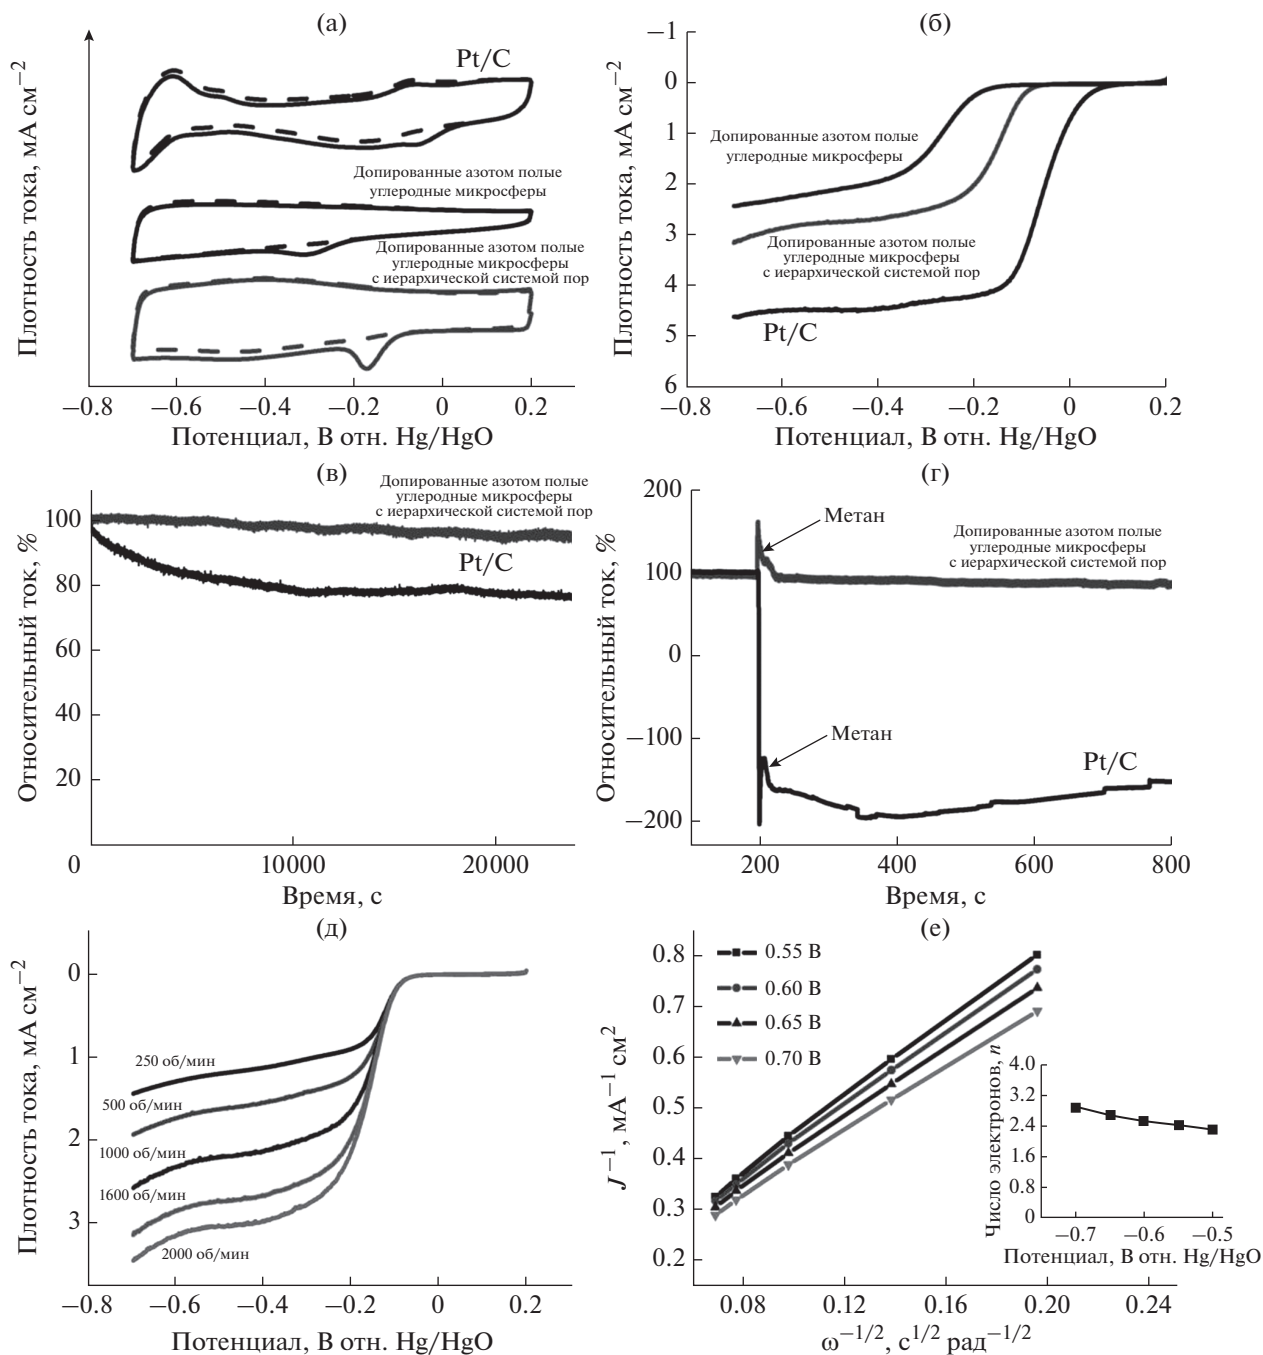 (а)
Плотность тока, мА см−2
Pt/C
Допированные азотом полые
углеродные микросферы
Допированные азотом полые
углеродные микросферы
с иерархической системой пор
−0.8
−0.6
−0.4
−0.2
0
0.2
Потенциал, В отн. Hg/HgO
(б)
Плотность тока, мА см−2
−1
0
1
2
3
4
5
6
Допированные азотом полые
углеродные микросферы
Допированные азотом полые
углеродные микросферы
с иерархической системой пор
Pt/C
−0.8
−0.6
−0.4
−0.2
0
0.2
Потенциал, В отн. Hg/HgO
(в)
Относительный ток, %
100
80
60
40
20
0
Допированные азотом полые
углеродные микросферы
с иерархической системой пор
Pt/C
10000
20000
Время, с
(г)
Относительный ток, %
200
100
0
−100
−200
Метан
Допированные азотом полые
углеродные микросферы
с иерархической системой пор
Метан
Pt/C
200
400
600
800
Время, с
(д)
Плотность тока, мА см−2
0
1
2
3
250 об/мин
500 об/мин
1000 об/мин
1600 об/мин
2000 об/мин
−0.8
−0.6
−0.4
−0.2
0
0.2
Потенциал, В отн. Hg/HgO
(е)
J−1, мА−1 см2
0.8
0.7
0.6
0.5
0.4
0.3
0.2
0.55 В
0.60 В
0.65 В
0.70 В
Число электронов, n
4.0
3.2
2.4
1.6
0.8
0
−0.7
−0.6
−0.5
Потенциал, В отн. Hg/HgO
0.08
0.12
0.16
0.20
0.24
ω−1/2, с1/2 рад−1/2